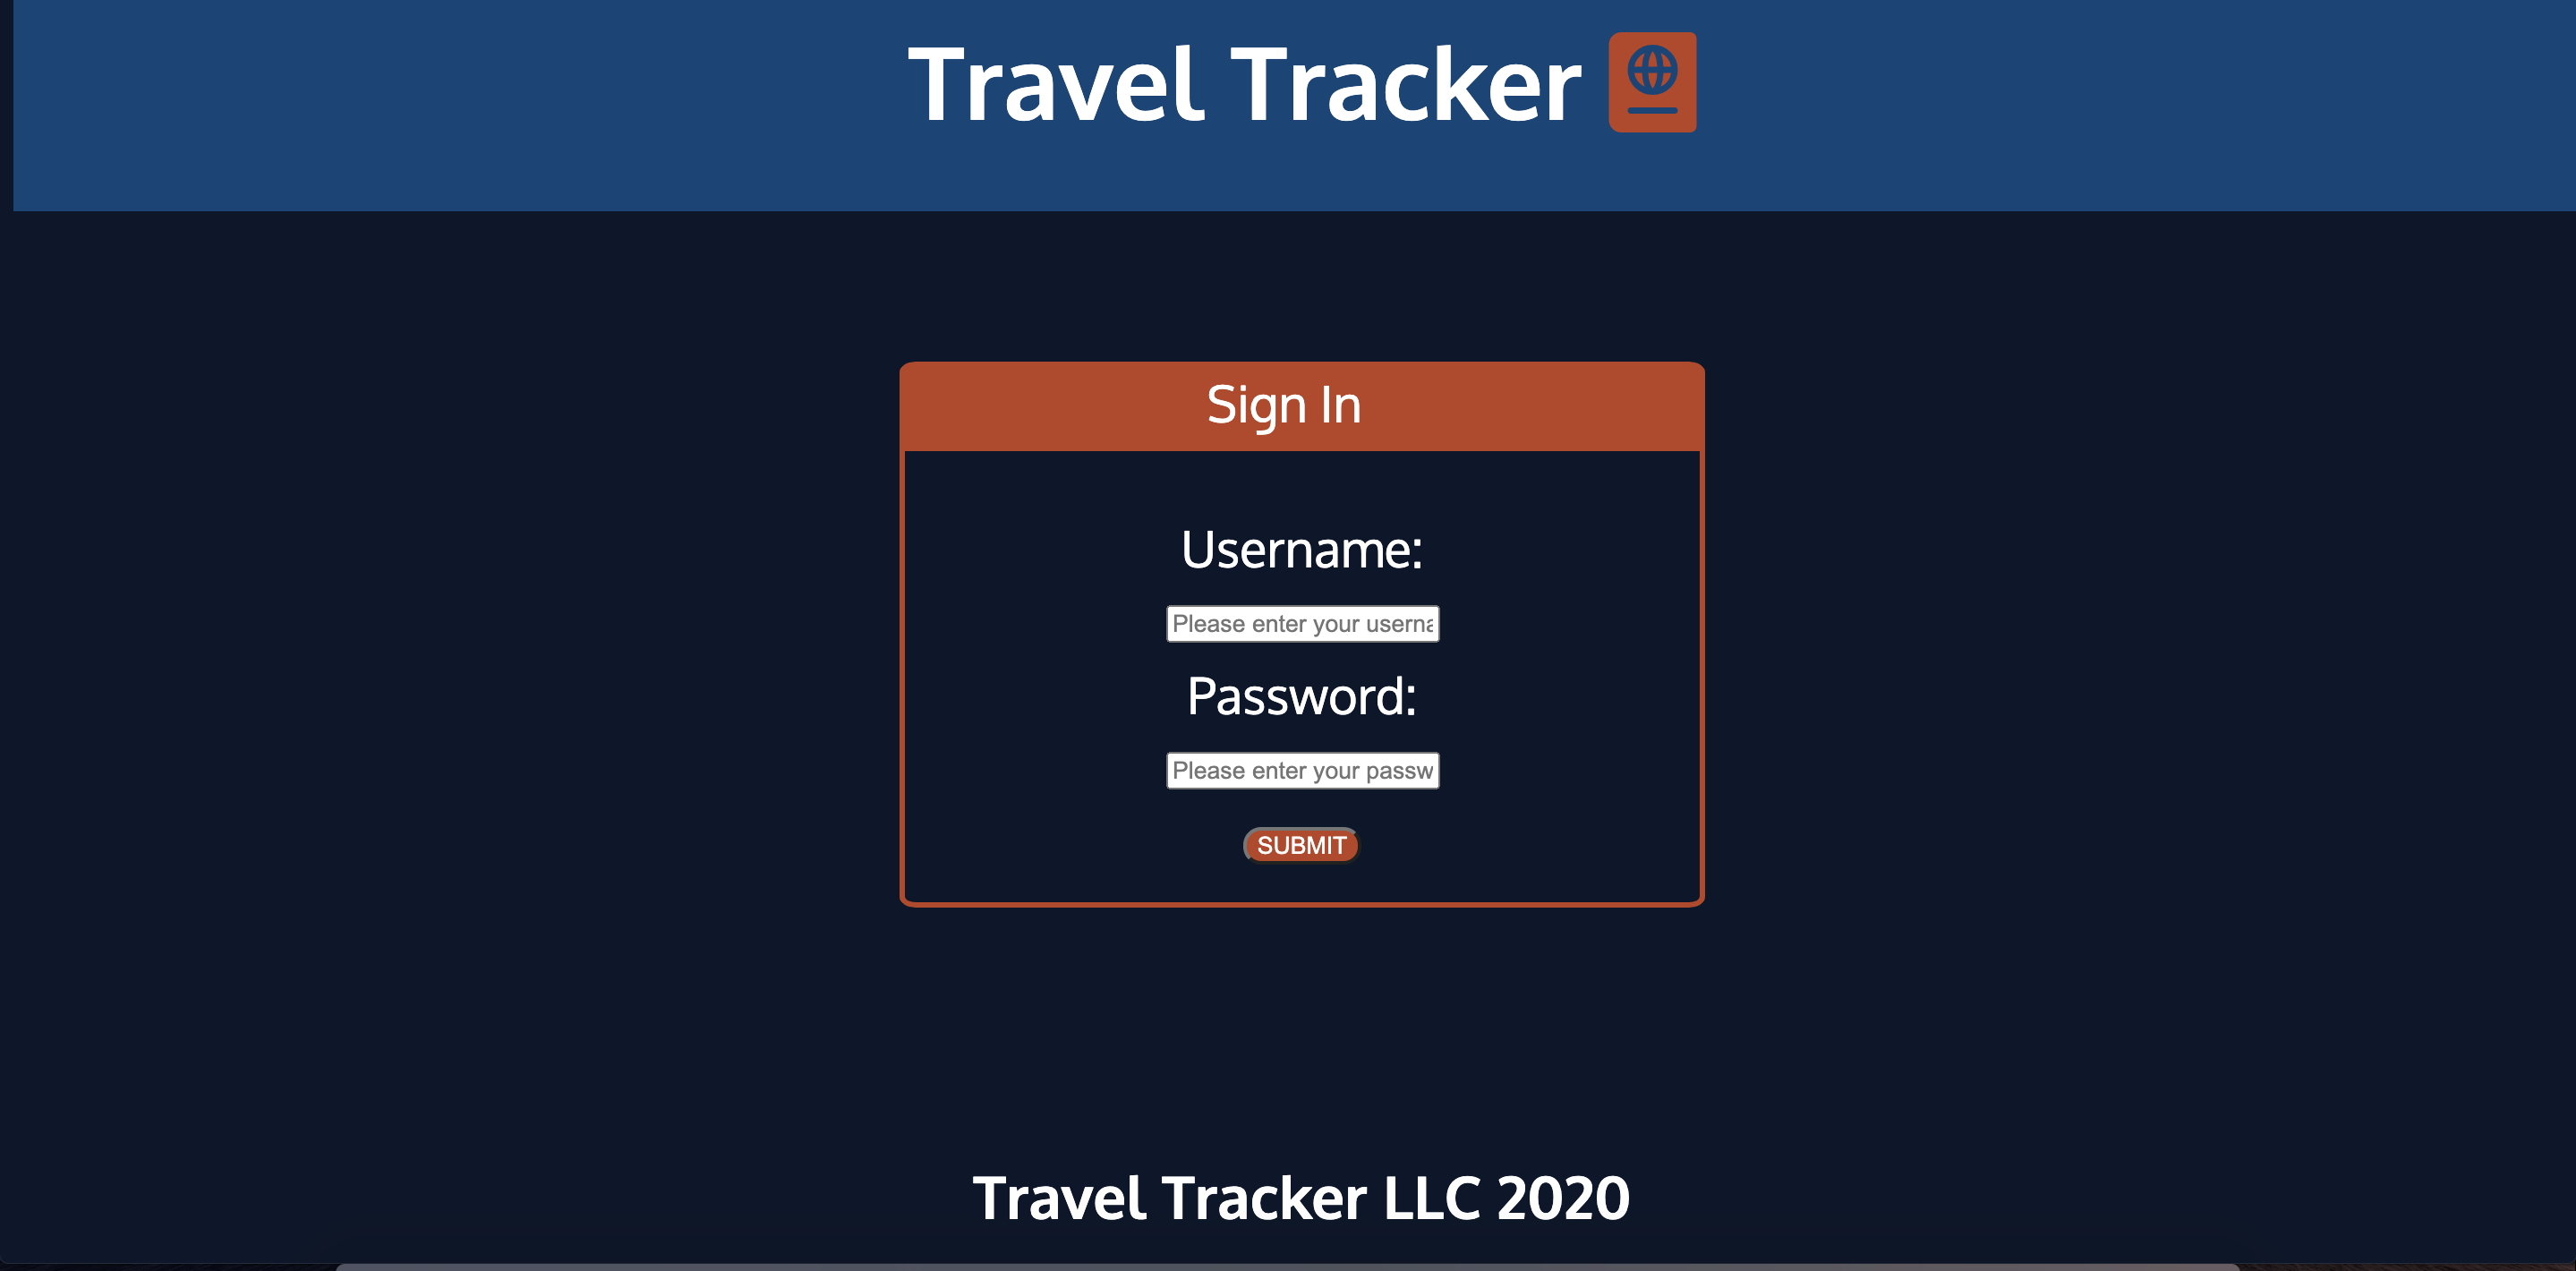 Travel Tracker
Sign In
Username:
Please enter your userna
Password:
Please enter your passw
SUBMIT
Travel Tracker LLC 2020